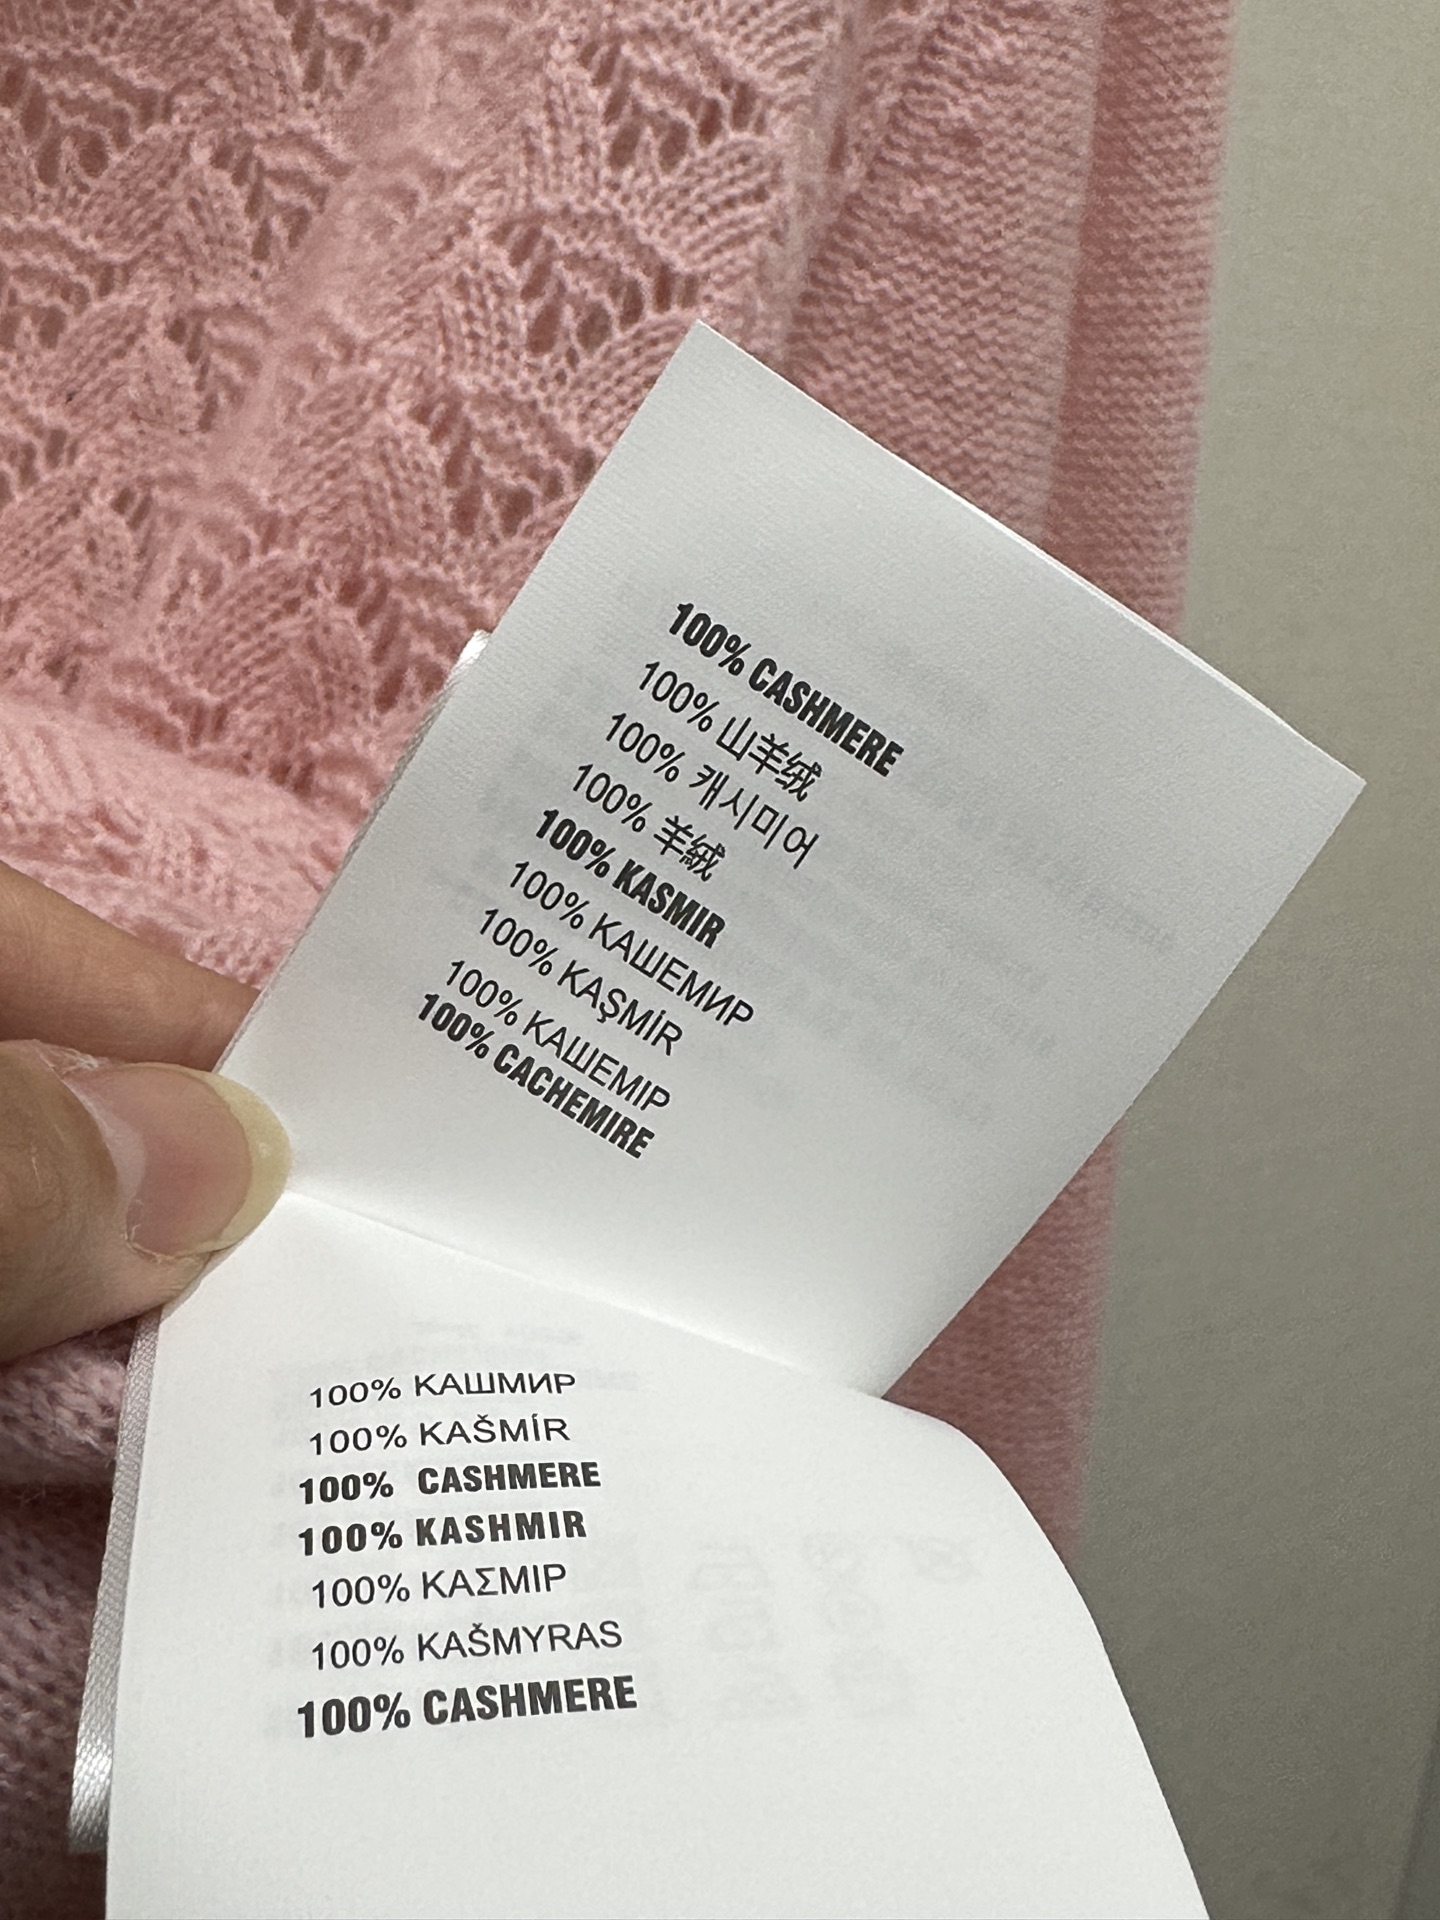 100% CASHMERE
100% 山羊绒
100% 캐시미어
100% 羊絨
100% KASMIR
100% КАШЕМИР
100% KAŞMİR
100% КАШЕМІР
100% CACHEMIRE
100% КАШМИР
100% KAŠMÍR
100% CASHMERE
100% KASHMIR
100% ΚΑΣΜΙΡ
100% KAŠMYRAS
100% CASHMERE